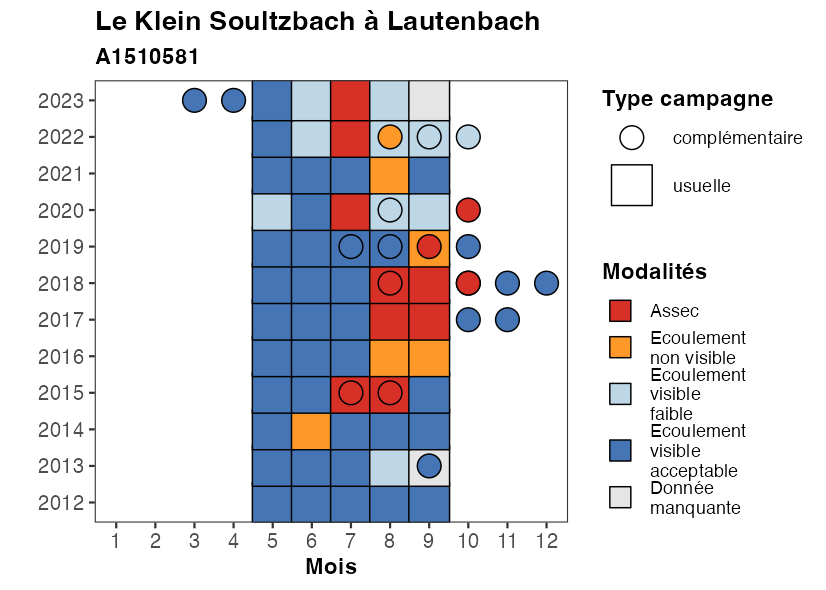 Le Klein Soultzbach à Lautenbach
A1510581
2023
2022
2021
2020
2019
2018
2017
2016
2015
2014
2013
2012
1 2 3 4 5 6 7 8 9 10 11 12
Mois
Type campagne
complémentaire
usuelle
Modalités
Assec
Ecoulement
non visible
Ecoulement
visible
faible
Ecoulement
visible
acceptable
Donnée
manquante